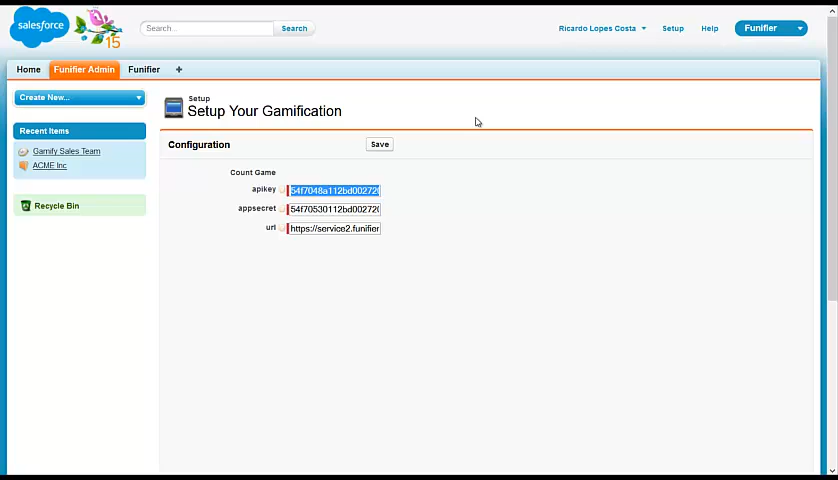 salesforce
15
Search...
Search
Ricardo Lopes Costa
Setup
Help
Funifier
Home
Funifier Admin
Funifier
+
Create New...
Recent Items
Gamify Sales Team
ACME Inc
Recycle Bin
Setup
Setup Your Gamification
Configuration
Save
Count Game
apikey
54f7048a112bd002720
appsecret
54f70530112bd002720
url
https://service2.funifier